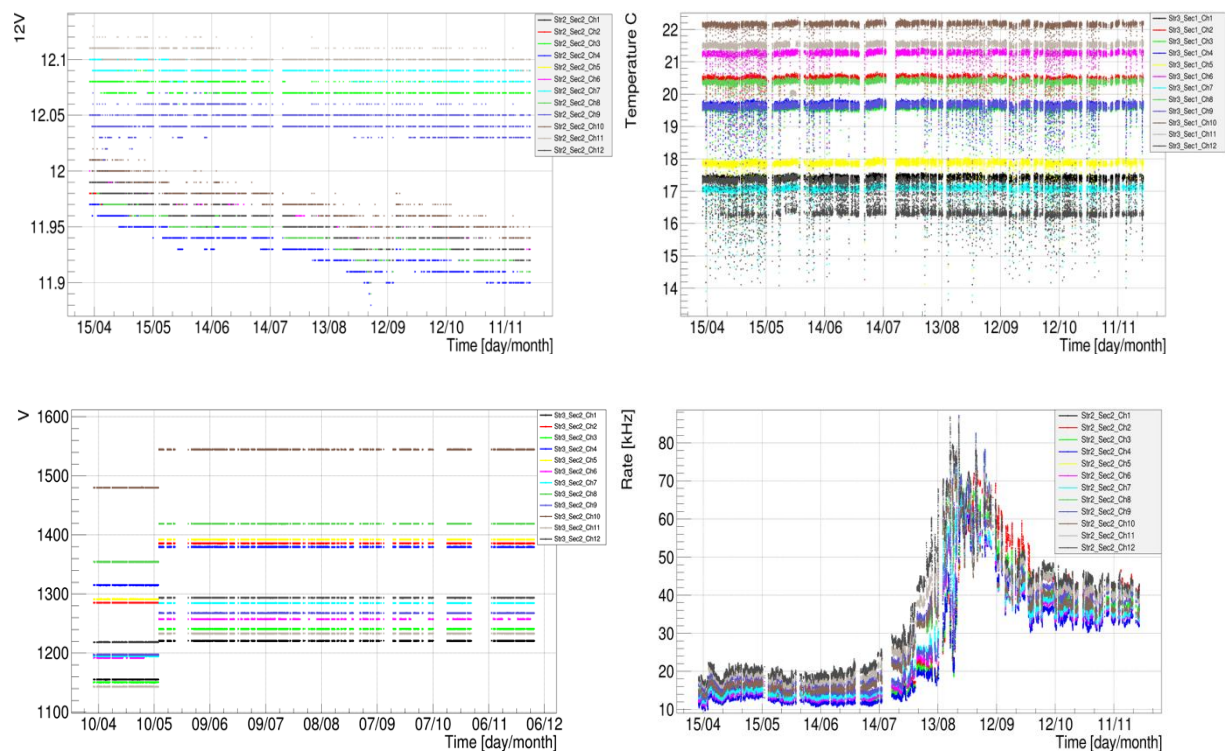 12V
12.1
12.05
12
11.95
11.9
15/04 15/05 14/06 14/07 13/08 12/09 12/10 11/11
Time [day/month]
Str2_Sec2_Ch1
Str2_Sec2_Ch2
Str2_Sec2_Ch3
Str2_Sec2_Ch4
Str2_Sec2_Ch5
Str2_Sec2_Ch6
Str2_Sec2_Ch7
Str2_Sec2_Ch8
Str2_Sec2_Ch9
Str2_Sec2_Ch10
Str2_Sec2_Ch11
Str2_Sec2_Ch12
Temperature C
22
21
20
19
18
17
16
15
14
15/04 15/05 14/06 14/07 13/08 12/09 12/10 11/11
Time [day/month]
Str3_Sec1_Ch1
Str3_Sec1_Ch2
Str3_Sec1_Ch3
Str3_Sec1_Ch4
Str3_Sec1_Ch5
Str3_Sec1_Ch6
Str3_Sec1_Ch7
Str3_Sec1_Ch8
Str3_Sec1_Ch9
Str3_Sec1_Ch10
Str3_Sec1_Ch11
Str3_Sec1_Ch12
V
1600
1500
1400
1300
1200
1100
10/04 10/05 09/06 09/07 08/08 07/09 07/10 06/11 06/12
Time [day/month]
Str3_Sec2_Ch1
Str3_Sec2_Ch2
Str3_Sec2_Ch3
Str3_Sec2_Ch4
Str3_Sec2_Ch5
Str3_Sec2_Ch6
Str3_Sec2_Ch7
Str3_Sec2_Ch8
Str3_Sec2_Ch9
Str3_Sec2_Ch10
Str3_Sec2_Ch11
Str3_Sec2_Ch12
Rate [kHz]
80
70
60
50
40
30
20
10
15/04 15/05 14/06 14/07 13/08 12/09 12/10 11/11
Time [day/month]
Str2_Sec2_Ch1
Str2_Sec2_Ch2
Str2_Sec2_Ch3
Str2_Sec2_Ch4
Str2_Sec2_Ch5
Str2_Sec2_Ch6
Str2_Sec2_Ch7
Str2_Sec2_Ch8
Str2_Sec2_Ch9
Str2_Sec2_Ch10
Str2_Sec2_Ch11
Str2_Sec2_Ch12